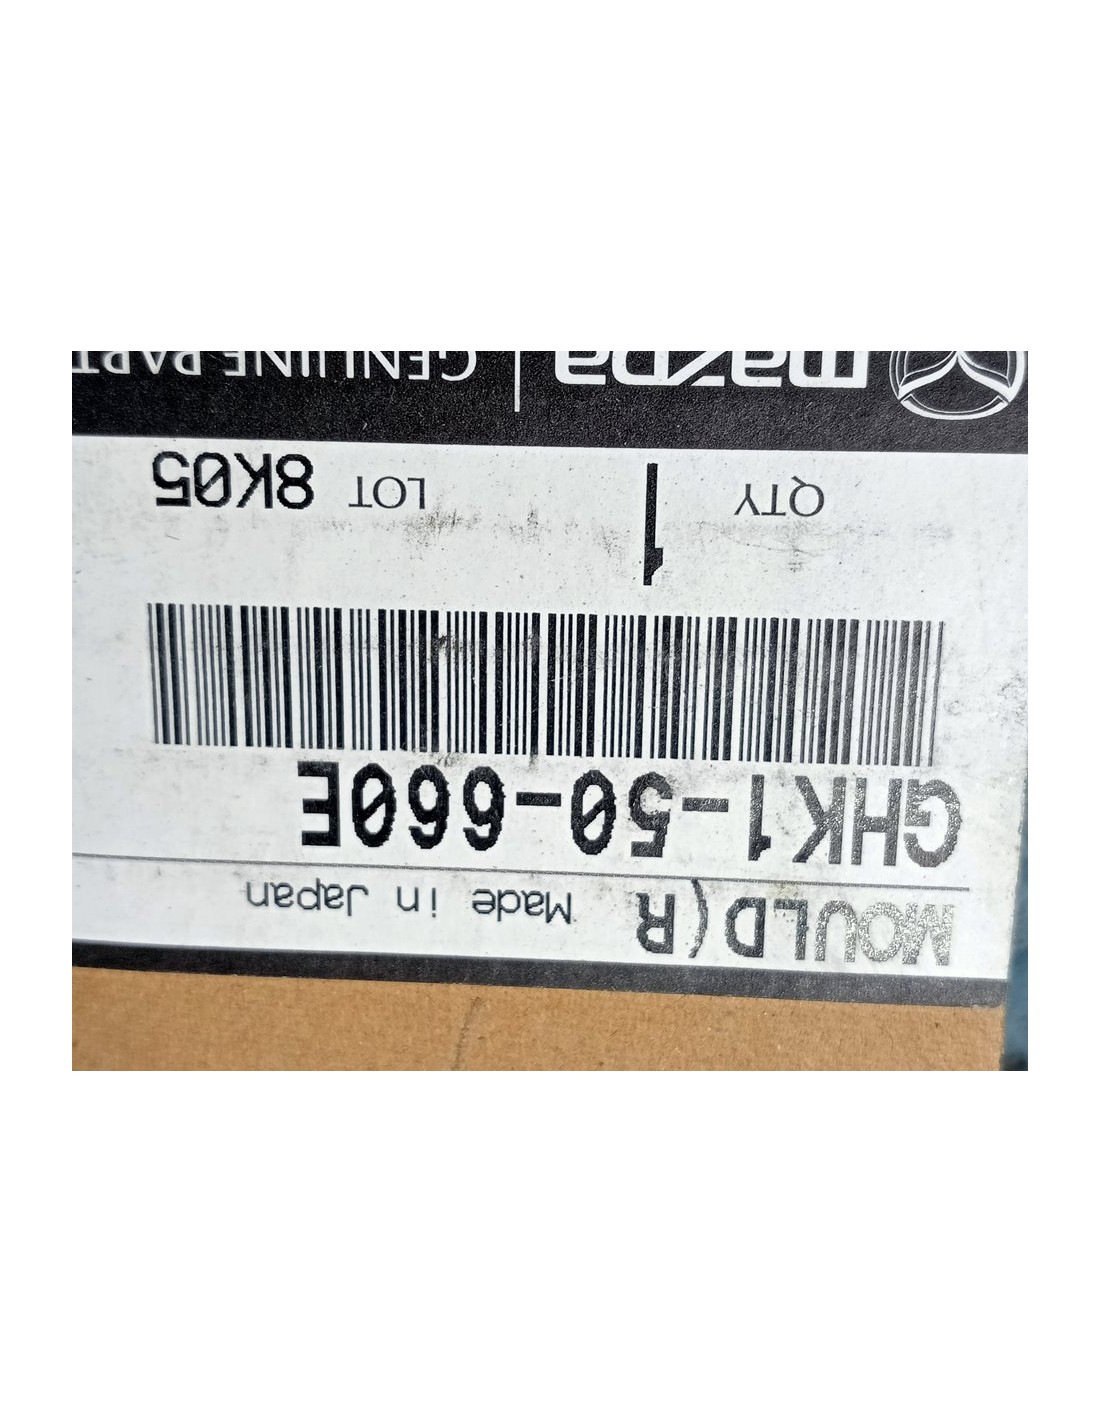 MOULD(R Made in Japan
GHK1-50-660E
QTY 1 LOT 8K05
mazda | GENUINE PART